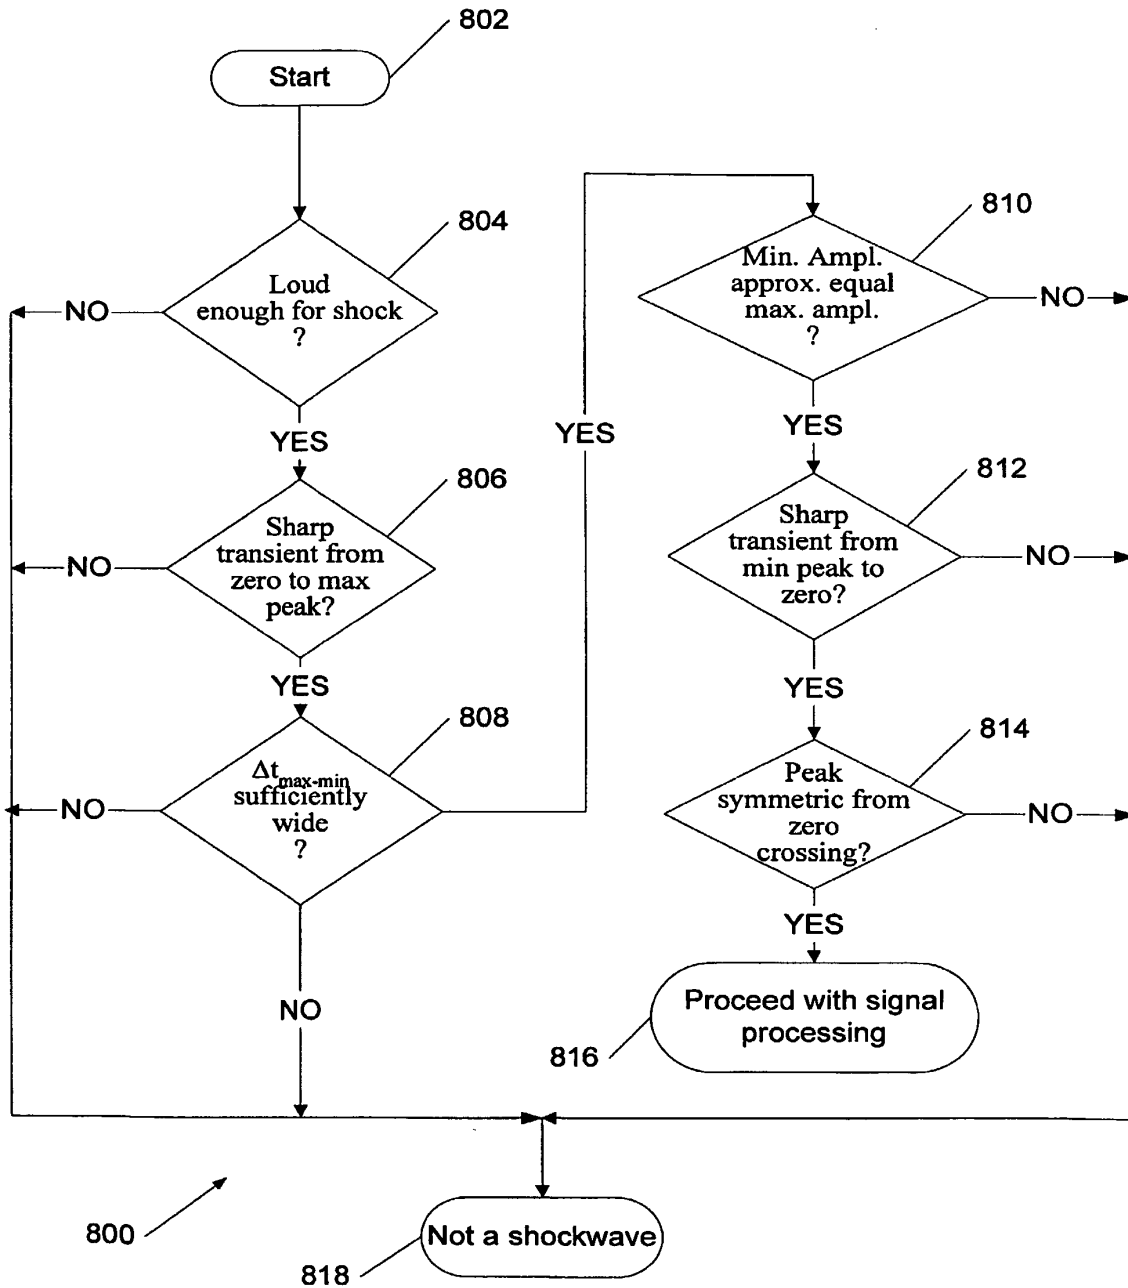 802
Start
804
Loud
enough for shock
?
NO
YES
806
Sharp
transient from
zero to max
peak?
NO
YES
808
Δtmax-min
sufficiently
wide
?
NO
YES
NO
810
Min. Ampl.
approx. equal
max. ampl.
?
NO
YES
812
Sharp
transient from
min peak to
zero?
NO
YES
814
Peak
symmetric from
zero
crossing?
NO
YES
Proceed with signal
processing
816
800
Not a shockwave
818